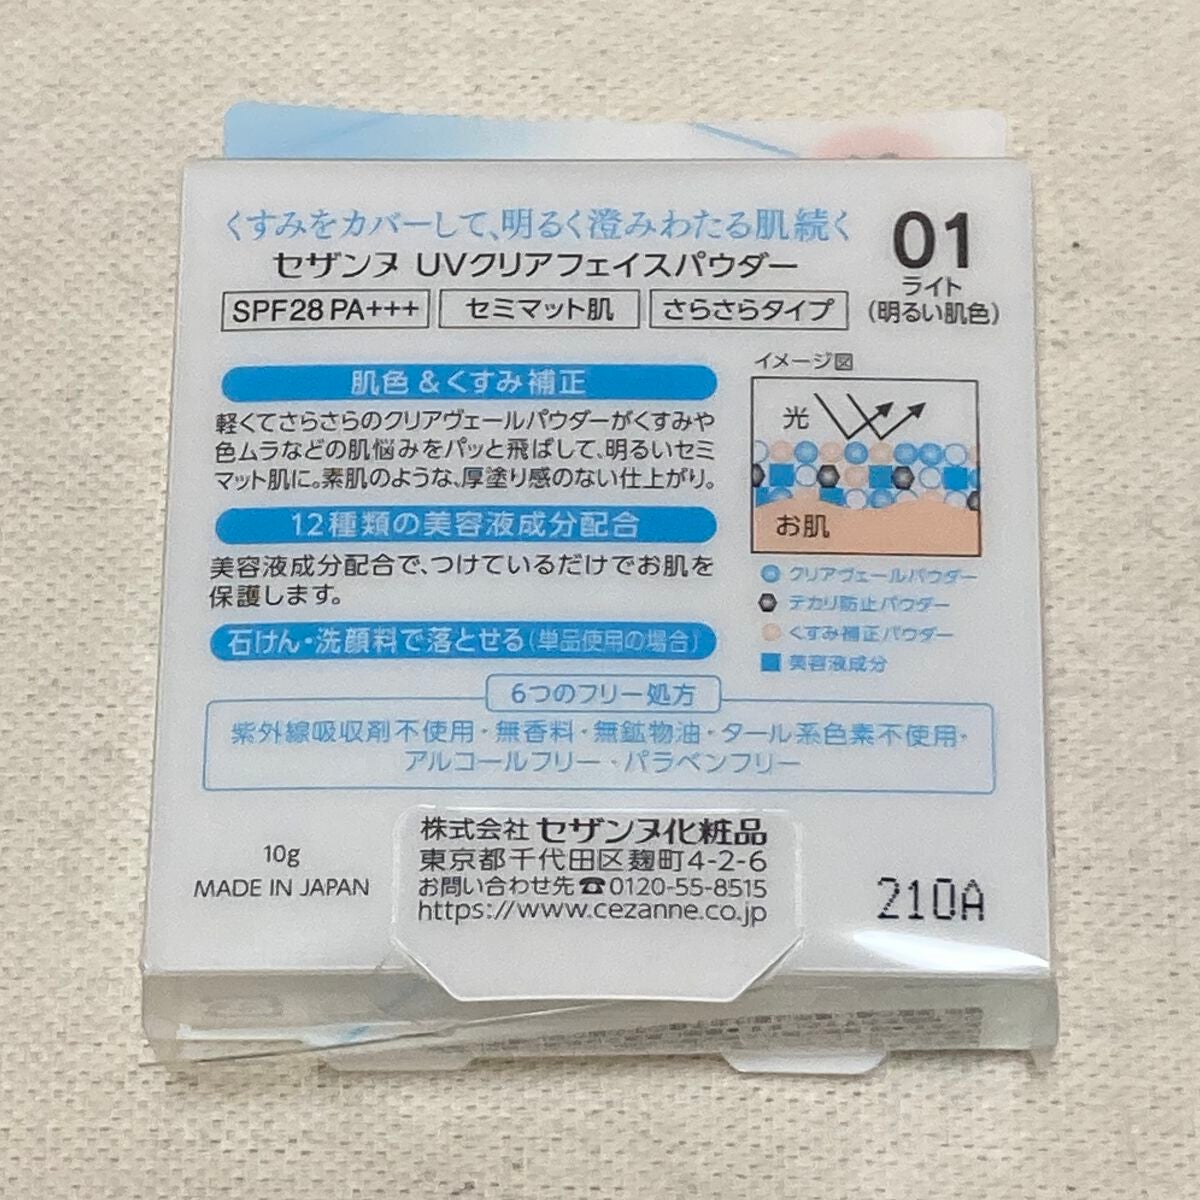 くすみをカバーして、明るく澄みわたる肌続く
セザンヌ UVクリアフェイスパウダー
SPF28 PA+++ セミマット肌 さらさらタイプ
01
ライト
(明るい肌色)
肌色&くすみ補正
軽くてさらさらのクリアヴェールパウダーがくすみや
色ムラなどの肌悩みをパッと飛ばして、明るいセミ
マット肌に。素肌のような、厚塗り感のない仕上がり。
12種類の美容液成分配合
美容液成分配合で、つけているだけでお肌を
保護します。
石けん・洗顔料で落とせる(単品使用の場合)
イメージ図
光
お肌
クリアヴェールパウダー
テカリ防止パウダー
くすみ補正パウダー
美容液成分
6つのフリー処方
紫外線吸収剤不使用・無香料・無鉱物油・タール系色素不使用・
アルコールフリー・パラベンフリー
10g
MADE IN JAPAN
株式会社 セザンヌ化粧品
東京都千代田区麹町4-2-6
お問い合わせ先☎0120-55-8515
https://www.cezanne.co.jp
210A